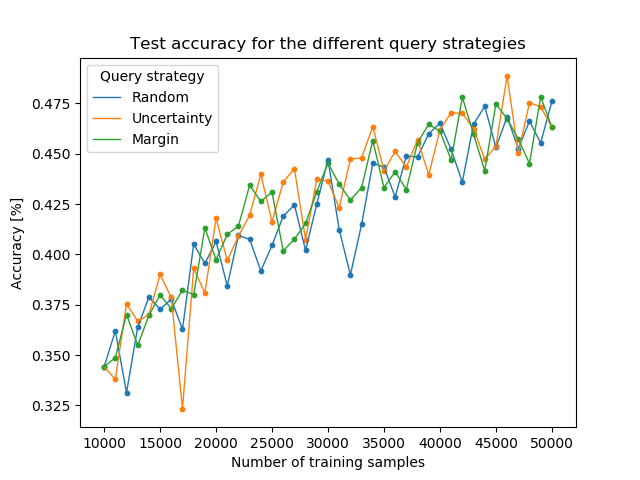 Test accuracy for the different query strategies
Query strategy
Random
Uncertainty
Margin
Accuracy [%]
0.475
0.450
0.425
0.400
0.375
0.350
0.325
10000 15000 20000 25000 30000 35000 40000 45000 50000
Number of training samples